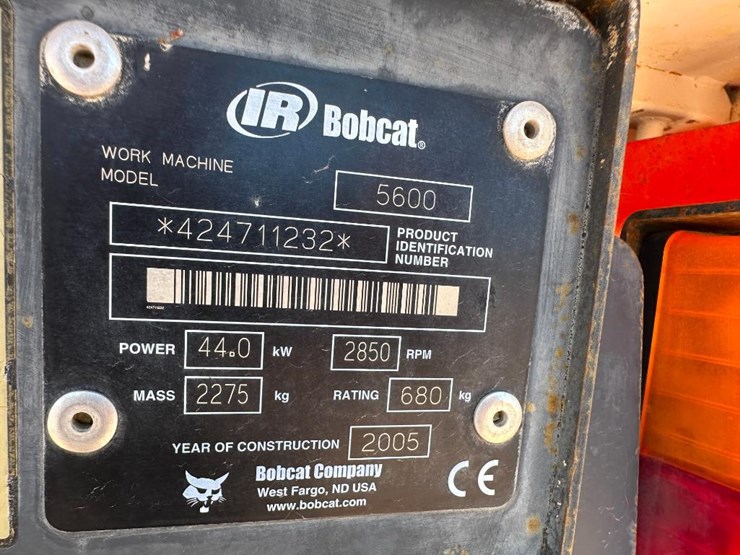 IR Bobcat®
WORK MACHINE
MODEL
5600
*424711232*
PRODUCT
IDENTIFICATION
NUMBER
POWER 44.0 kW 2850 RPM
MASS 2275 kg RATING 680 kg
YEAR OF CONSTRUCTION 2005
Bobcat Company
West Fargo, ND USA
www.bobcat.com
CE